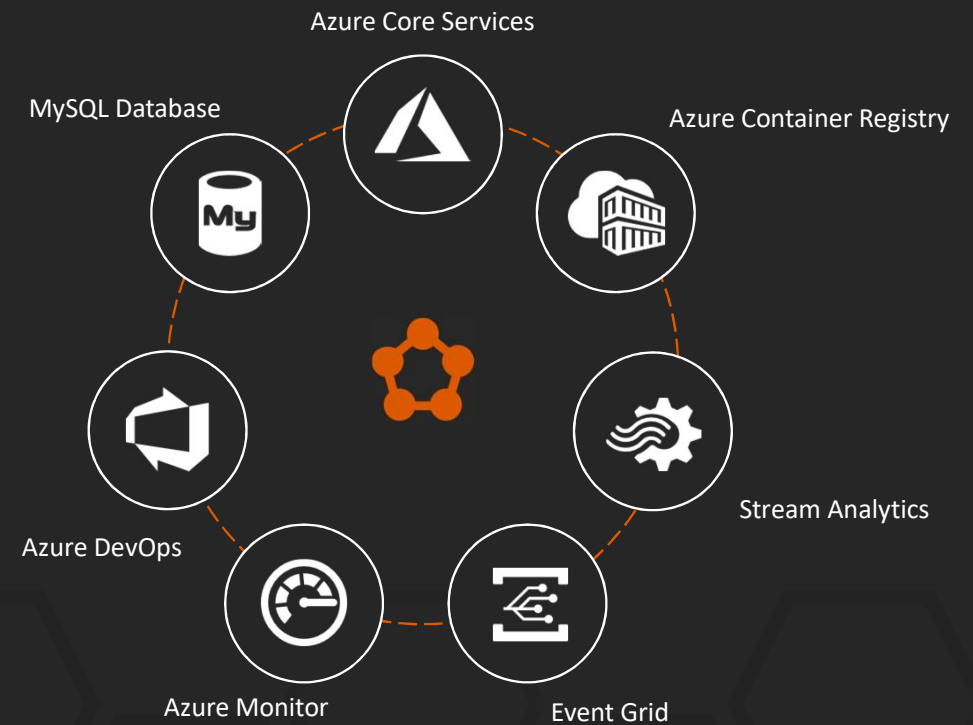 Azure Core Services
MySQL Database
Azure Container Registry
My
Stream Analytics
Azure DevOps
Azure Monitor
Event Grid